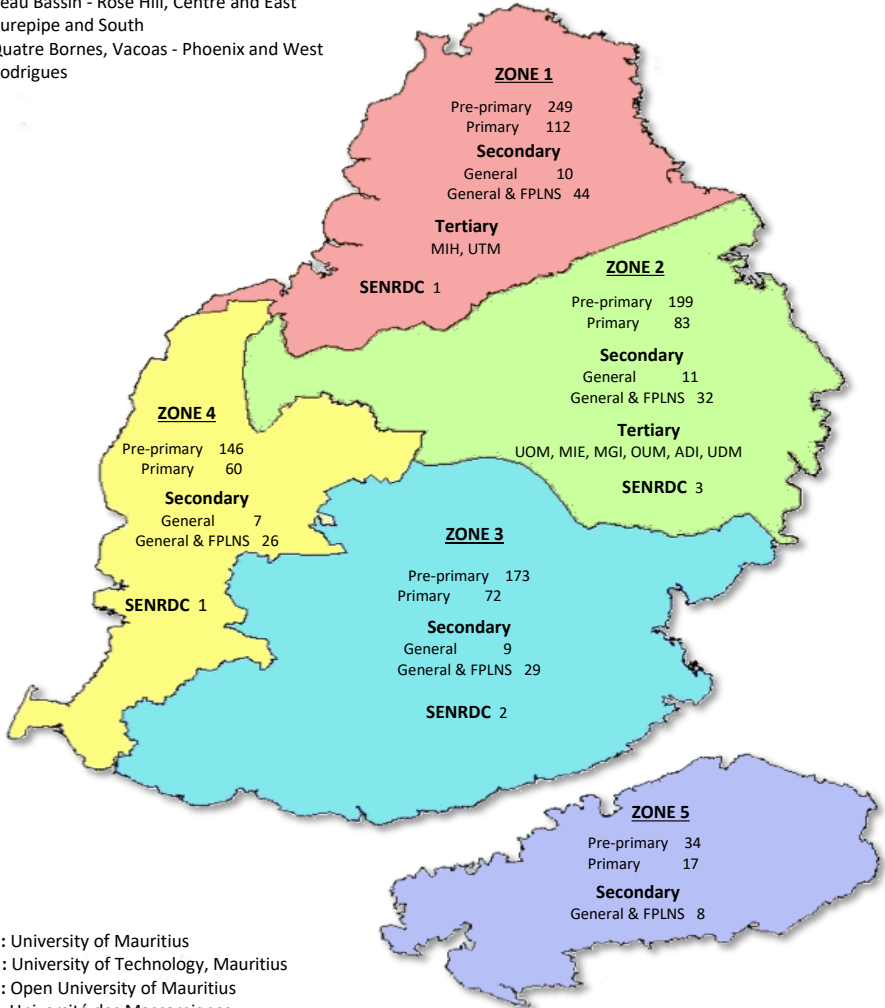 eau Bassin - Rose Hill, Centre and East
urepipe and South
Quatre Bornes, Vacoas - Phoenix and West
odrigues
ZONE 1
Pre-primary 249
Primary 112
Secondary
General 10
General & FPLNS 44
Tertiary
MIH, UTM
SENRDC 1
ZONE 2
Pre-primary 199
Primary 83
Secondary
General 11
General & FPLNS 32
Tertiary
UOM, MIE, MGI, OUM, ADI, UDM
SENRDC 3
ZONE 4
Pre-primary 146
Primary 60
Secondary
General 7
General & FPLNS 26
SENRDC 1
ZONE 3
Pre-primary 173
Primary 72
Secondary
General 9
General & FPLNS 29
SENRDC 2
ZONE 5
Pre-primary 34
Primary 17
Secondary
General & FPLNS 8
: University of Mauritius
: University of Technology, Mauritius
: Open University of Mauritius